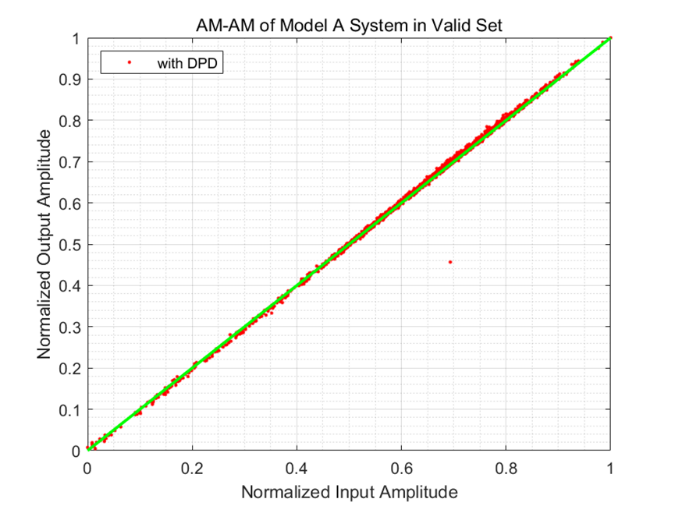 AM-AM of Model A System in Valid Set
with DPD
Normalized Output Amplitude
1
0.9
0.8
0.7
0.6
0.5
0.4
0.3
0.2
0.1
0
0 0.2 0.4 0.6 0.8 1
Normalized Input Amplitude